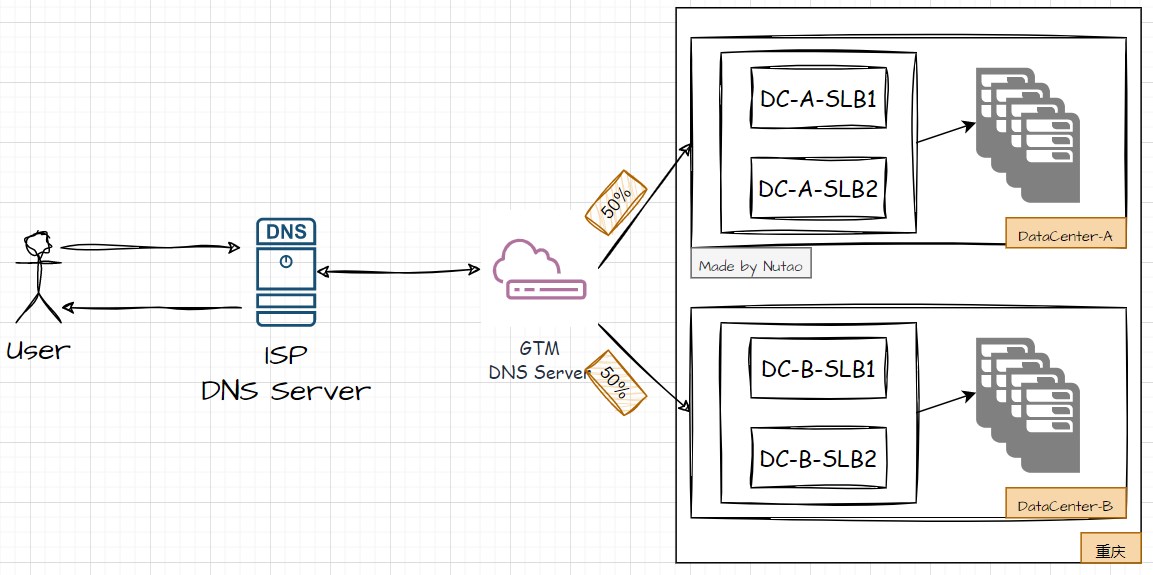 DC-A-SLB1
DC-A-SLB2
DataCenter-A
50%
DNS
Made by Nutao
User
ISP
DNS Server
GTM
DNS Server
50%
DC-B-SLB1
DC-B-SLB2
DataCenter-B
重庆